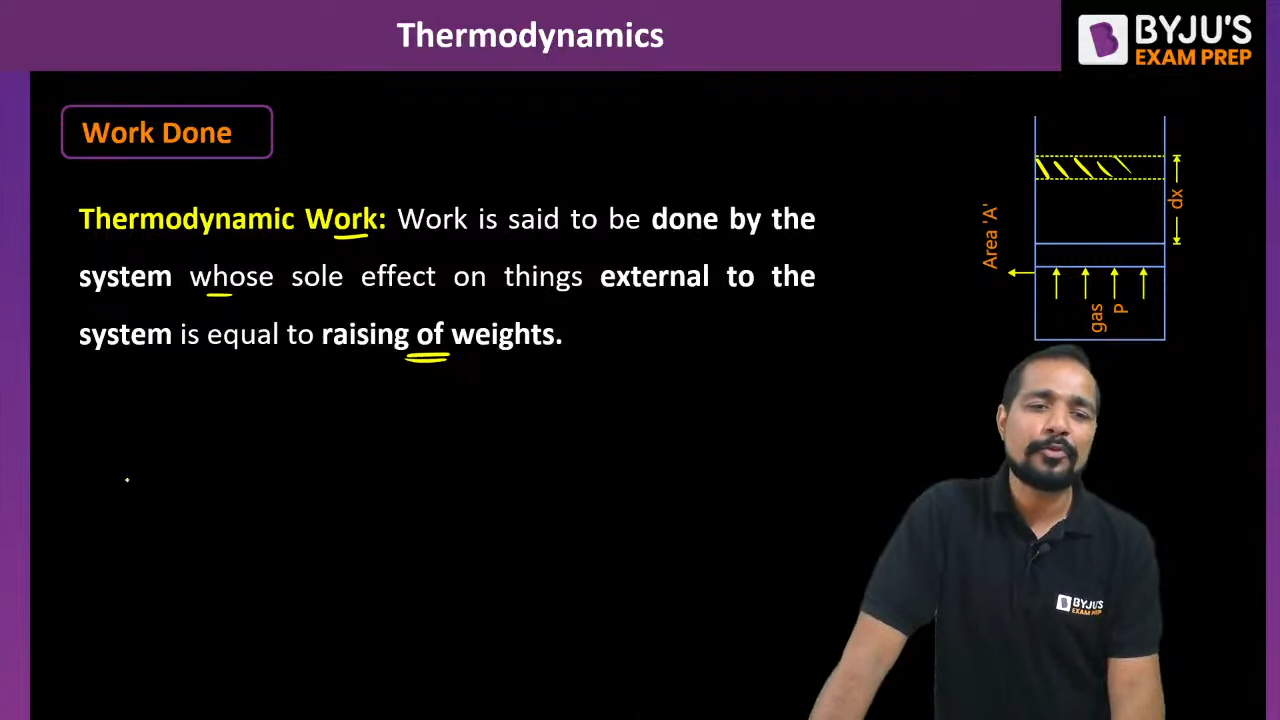 Thermodynamics
BYJU'S
EXAM PREP
Work Done
Thermodynamic Work: Work is said to be done by the
system whose sole effect on things external to the
system is equal to raising of weights.
Area 'A'
dx
gas
P
BYJU'S
EXAM PREP